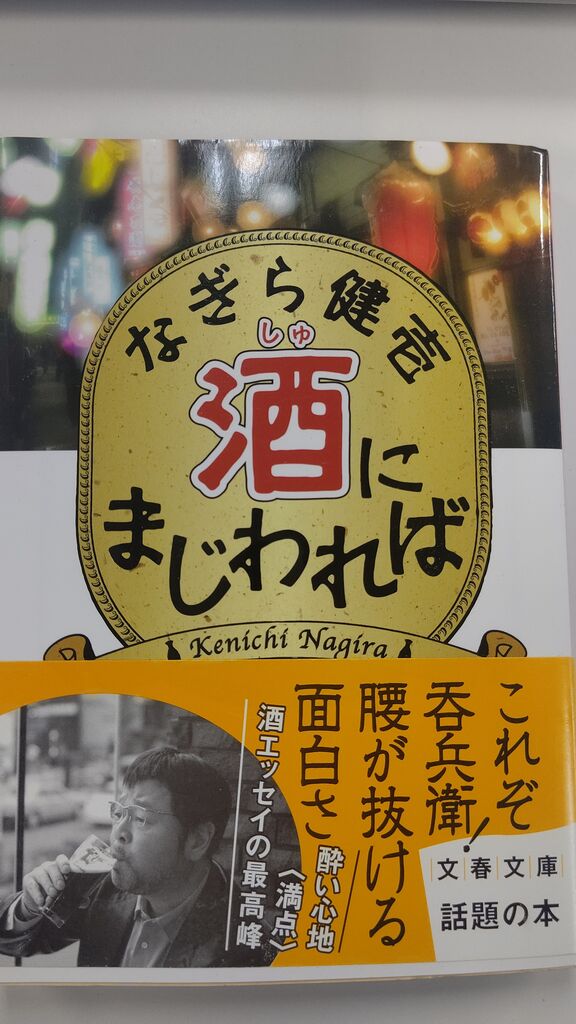 なぎら健壱
しゅ
酒に
まじわれば
Kenichi Nagira
これぞ
呑兵衛！
腰が抜ける
面白さ
酔い心地
〈満点〉
酒エッセイの最高峰
文春文庫
話題の本